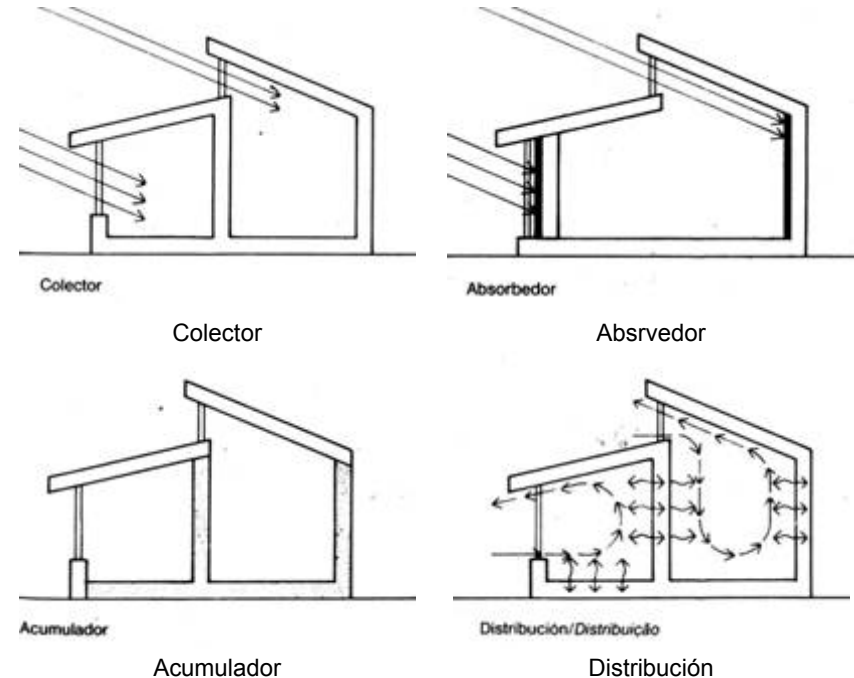 Colector
Absorbedor
Colector
Absrvedor
Acumulador
Distribución/Distribuição
Acumulador
Distribución